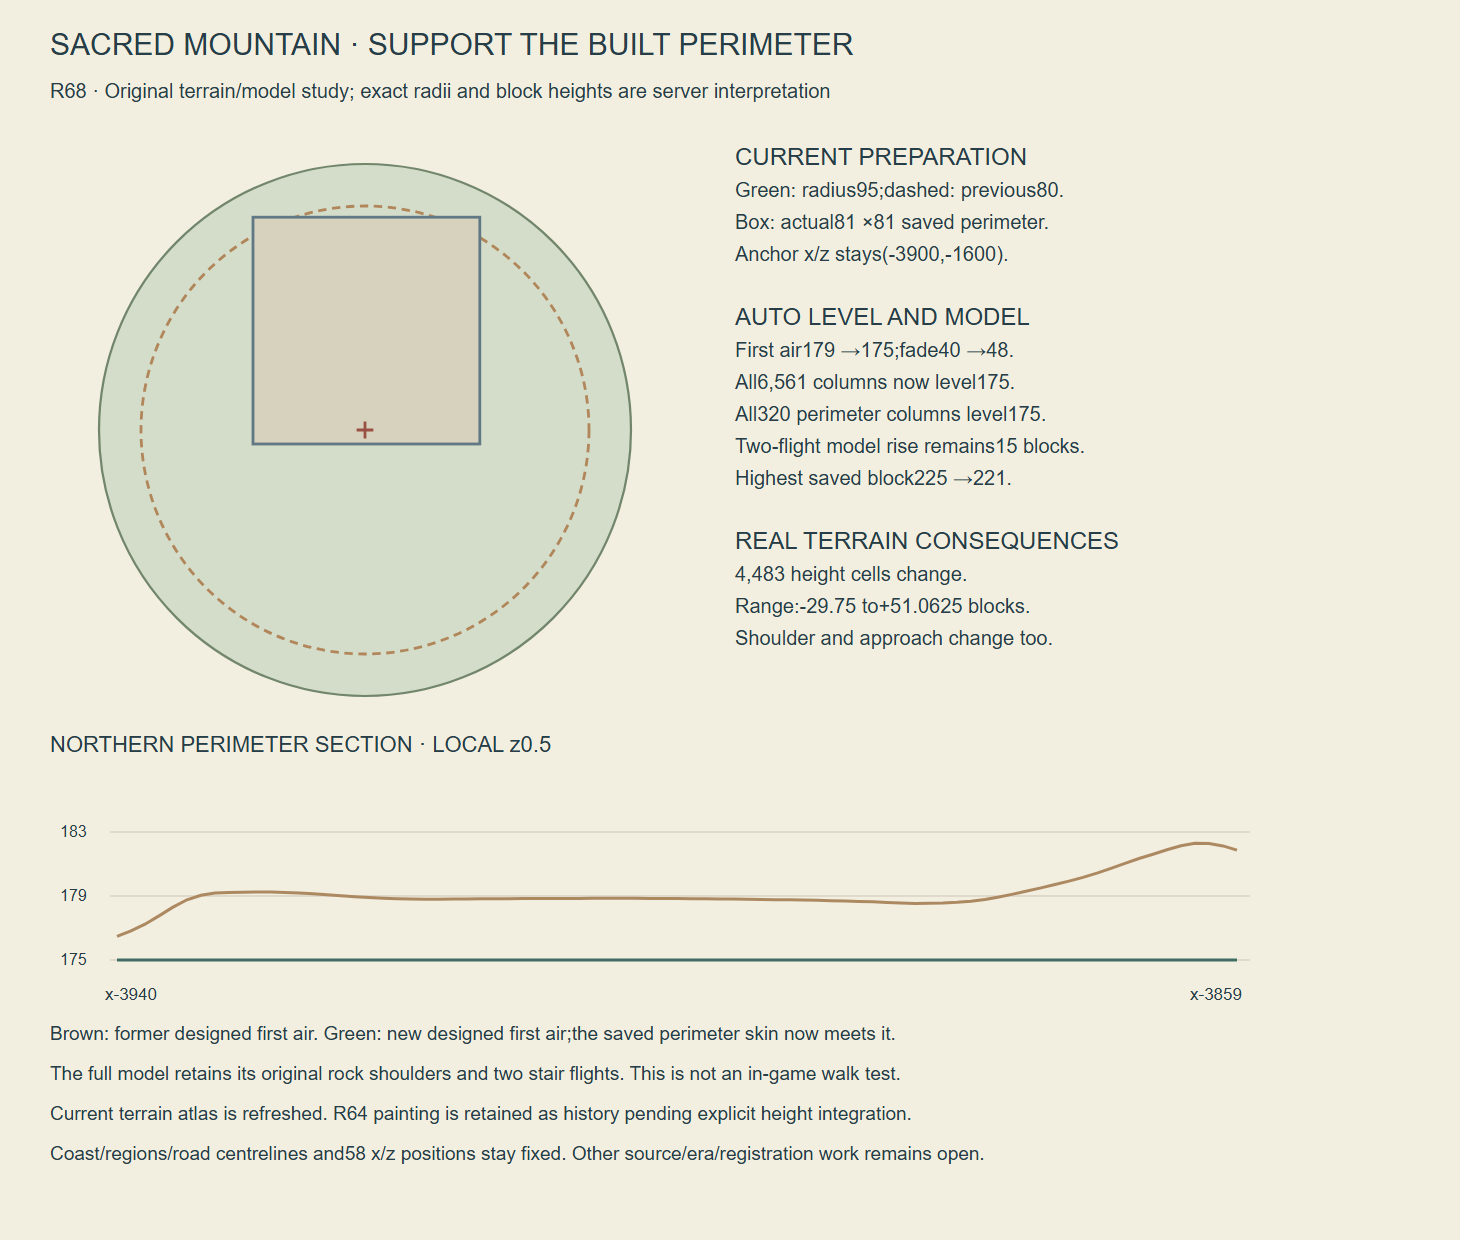 SACRED MOUNTAIN · SUPPORT THE BUILT PERIMETER
R68 · Original terrain/model study; exact radii and block heights are server interpretation
CURRENT PREPARATION
Green: radius95;dashed: previous80.
Box: actual81 ×81 saved perimeter.
Anchor x/z stays(-3900,-1600).
AUTO LEVEL AND MODEL
First air179 →175;fade40 →48.
All6,561 columns now level175.
All320 perimeter columns level175.
Two-flight model rise remains15 blocks.
Highest saved block225 →221.
REAL TERRAIN CONSEQUENCES
4,483 height cells change.
Range:-29.75 to+51.0625 blocks.
Shoulder and approach change too.
NORTHERN PERIMETER SECTION · LOCAL z0.5
183
179
175
x-3940 x-3859
Brown: former designed first air. Green: new designed first air;the saved perimeter skin now meets it.
The full model retains its original rock shoulders and two stair flights. This is not an in-game walk test.
Current terrain atlas is refreshed. R64 painting is retained as history pending explicit height integration.
Coast/regions/road centrelines and58 x/z positions stay fixed. Other source/era/registration work remains open.